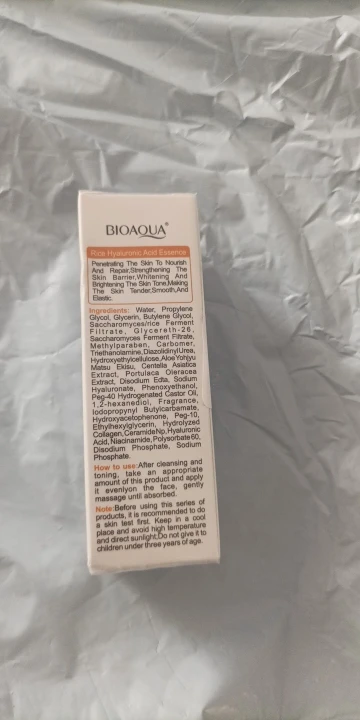 BIOAQUA®
Rice Hyaluronic Acid Essence
Penetrating The Skin To Nourish
And Repair,Strengthening The
Skin Barrier,Whitening And
Brightening The Skin Tone,Making
The Skin Tender,Smooth,And
Elastic.
Ingredients: Water, Propylene
Glycol, Glycerin, Butylene Glycol,
Saccharomyces/rice Ferment
Filtrate, Glycereth-26,
Saccharomyces Ferment Filtrate,
Methylparaben, Carbomer,
Triethanolamine, Diazolidinyl Urea,
Hydroxyethylcellulose, Aloe Yohjyu
Matsu Ekisu, Centella Asiatica
Extract, Portulaca Oleracea
Extract, Disodium Edta, Sodium
Hyaluronate, Phenoxyethanol,
Peg-40 Hydrogenated Castor Oil,
1,2-hexanediol, Fragrance,
Iodopropynyl Butylcarbamate,
Hydroxyacetophenone, Peg-10,
Ethylhexylglycerin, Hydrolyzed
Collagen, Ceramide Np, Hyaluronic
Acid, Niacinamide, Polysorbate 60,
Disodium Phosphate, Sodium
Phosphate.
How to use:After cleansing and
toning, take an appropriate
amount of this product and apply
it evenlyon the face, gently
massage until absorbed.
Note:Before using this series of
products, it is recommended to do
a skin test first. Keep in a cool
place and avoid high temperature
and direct sunlight;Do not give it to
children under three years of age.